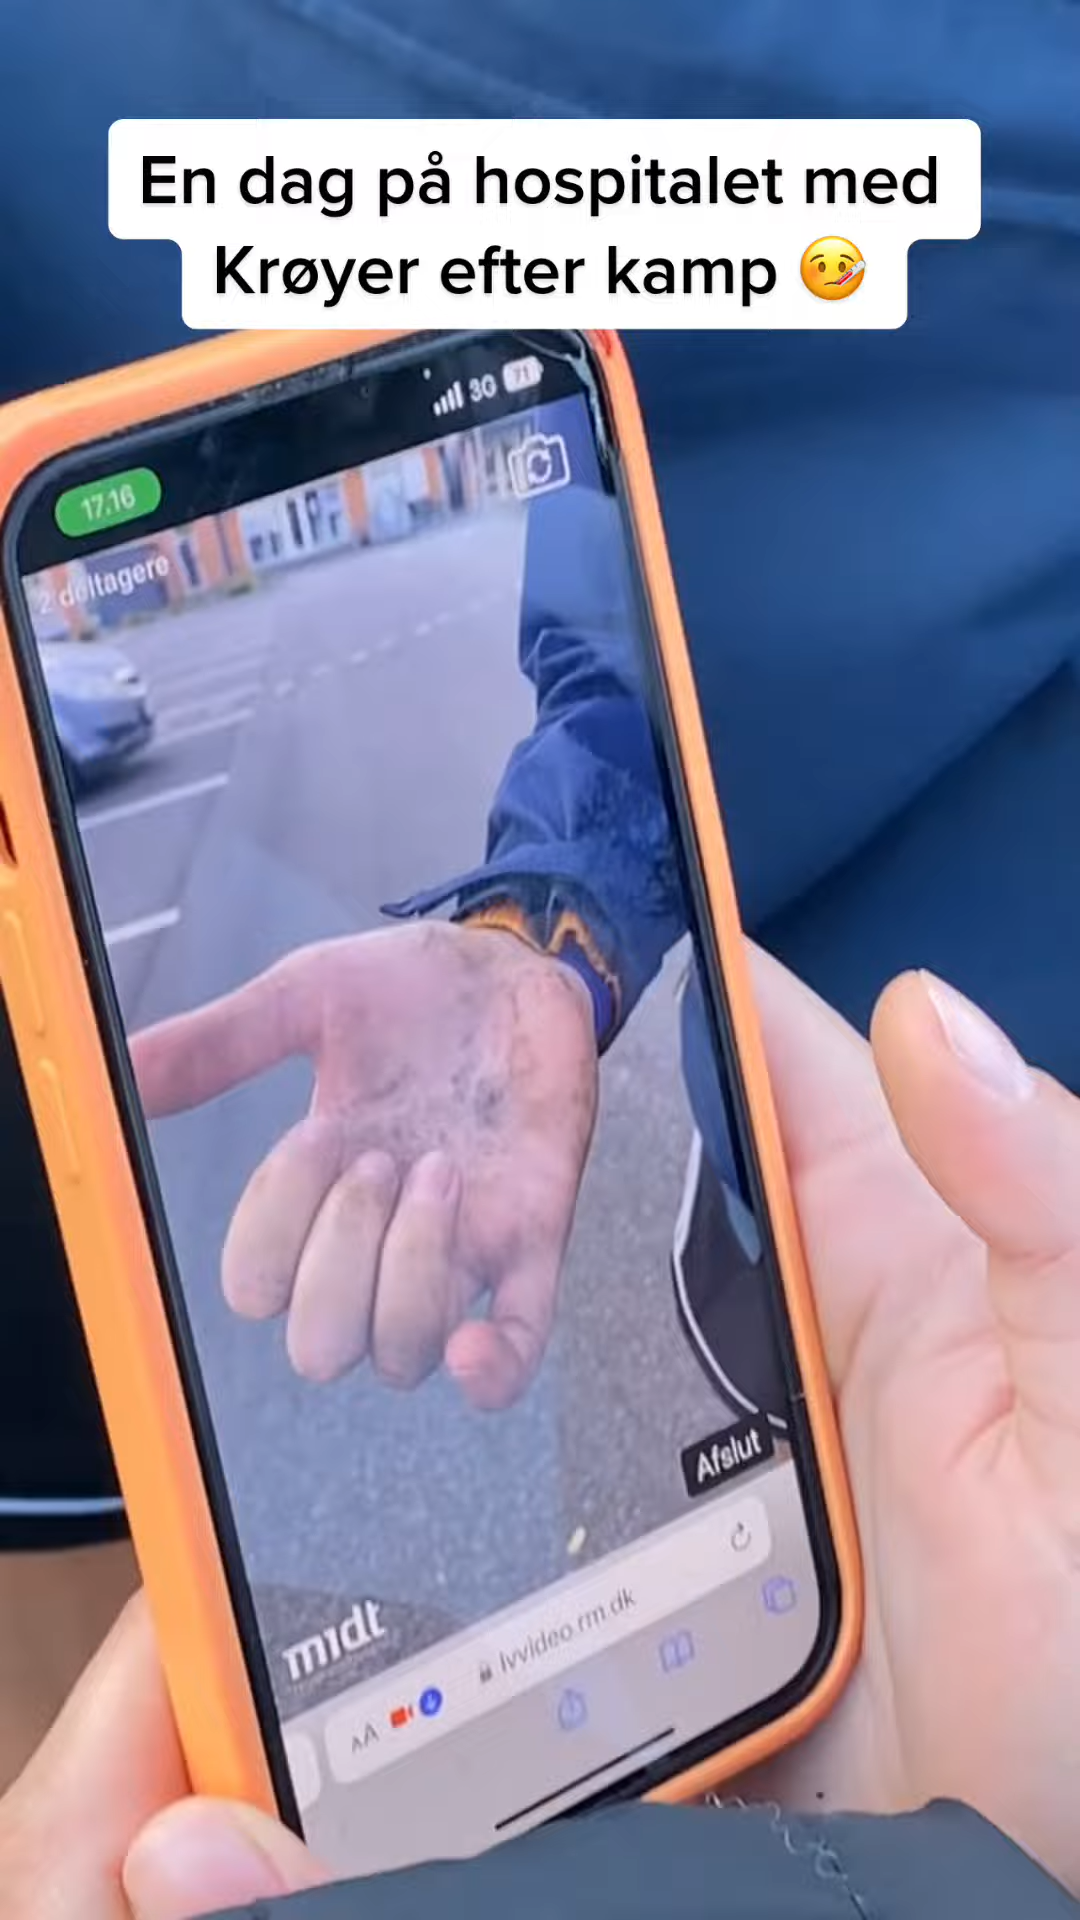 En dag på hospitalet med
Krøyer efter kamp 🤒
3G 71
17.16
2 deltagere
Afslut
midt
AA lvvideo.rm.dk